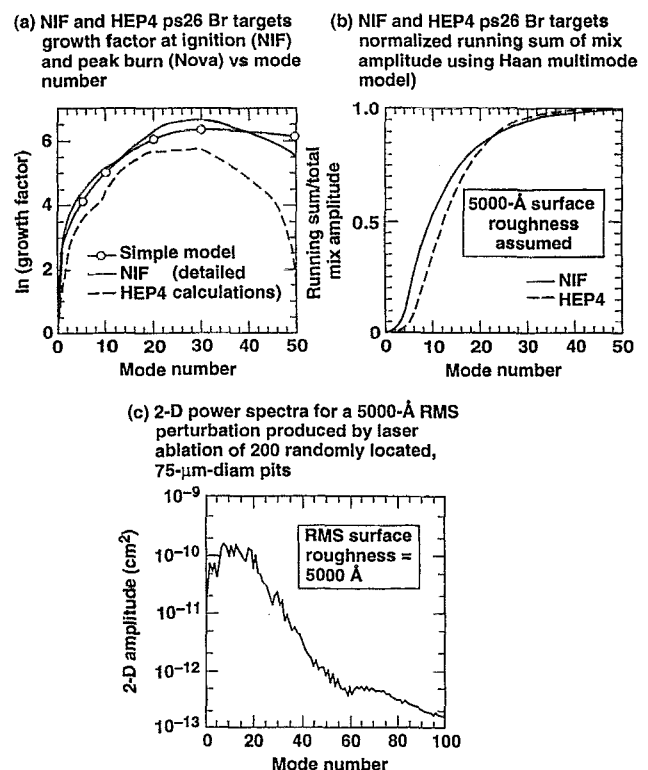 (a) NIF and HEP4 ps26 Br targets
growth factor at ignition (NIF)
and peak burn (Nova) vs mode
number
ln (growth factor)
6
4
2
0
Simple model
NIF (detailed
HEP4 calculations)
0 10 20 30 40 50
Mode number
(b) NIF and HEP4 ps26 Br targets
normalized running sum of mix
amplitude using Haan multimode
model)
Running sum/total
mix amplitude
1.0
0.5
0
5000-Å surface
roughness
assumed
NIF
HEP4
0 10 20 30 40 50
Mode number
(c) 2-D power spectra for a 5000-Å RMS
perturbation produced by laser
ablation of 200 randomly located,
75-μm-diam pits
2-D amplitude (cm²)
10⁻⁹
10⁻¹⁰
10⁻¹¹
10⁻¹²
10⁻¹³
RMS surface
roughness =
5000 Å
0 20 40 60 80 100
Mode number